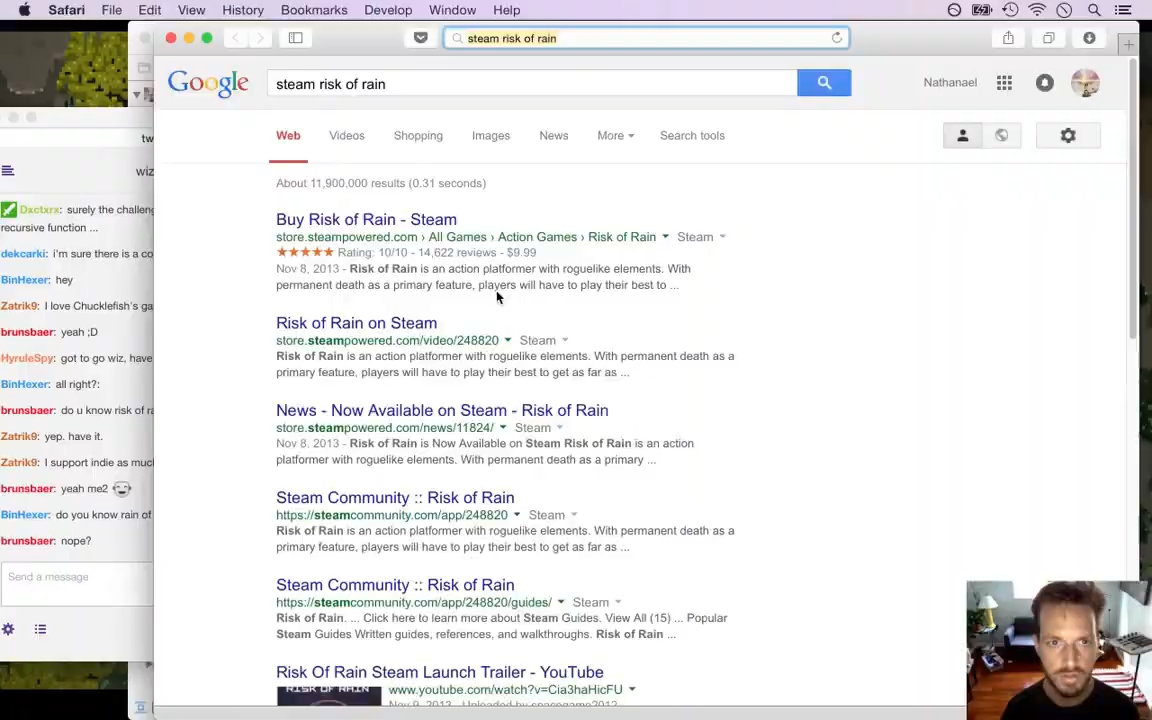 Safari File Edit View History Bookmarks Develop Window Help
steam risk of rain
Google
steam risk of rain
Nathanael
Web Videos Shopping Images News More Search tools
About 11,900,000 results (0.31 seconds)
Buy Risk of Rain - Steam
store.steampowered.com › All Games › Action Games › Risk of Rain Steam
Rating: 10/10 - 14,622 reviews - $9.99
Nov 8, 2013 - Risk of Rain is an action platformer with roguelike elements. With
permanent death as a primary feature, players will have to play their best to ...
Risk of Rain on Steam
store.steampowered.com/video/248820 Steam
Risk of Rain is an action platformer with roguelike elements. With permanent death as a
primary feature, players will have to play their best to get as far as ...
News - Now Available on Steam - Risk of Rain
store.steampowered.com/news/11824/ Steam
Nov 8, 2013 - Risk of Rain is Now Available on Steam Risk of Rain is an action
platformer with roguelike elements. With permanent death as a primary ...
Steam Community :: Risk of Rain
https://steamcommunity.com/app/248820 Steam
Risk of Rain is an action platformer with roguelike elements. With permanent death as a
primary feature, players will have to play their best to get as far as ...
Steam Community :: Risk of Rain
https://steamcommunity.com/app/248820/guides/ Steam
Risk of Rain. ... Click here to learn more about Steam Guides. View All (15) ... Popular
Steam Guides Written guides, references, and walkthroughs. Risk of Rain ...
Risk Of Rain Steam Launch Trailer - YouTube
RISK OF RAIN
www.youtube.com/watch?v=Cia3haHicFU
Nov 9, 2013 - Uploaded by spacegame2012
tw
wiz
Dxctxrx: surely the challeng
recursive function ...
dekcarki: i'm sure there is a co
BinHexer: hey
Zatrik9: I love Chucklefish's ga
brunsbaer: yeah ;D
HyruleSpy: got to go wiz, have
BinHexer: all right?:
brunsbaer: do u know risk of ra
Zatrik9: yep. have it.
Zatrik9: I support indie as muc
brunsbaer: yeah me2
BinHexer: do you know rain of
brunsbaer: nope?
Send a message